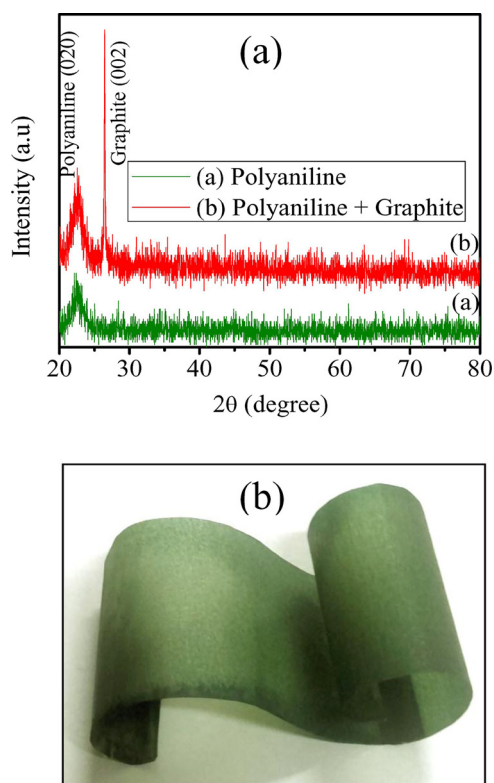 (a)
Polyaniline (020)
Graphite (002)
Intensity (a.u)
(a) Polyaniline
(b) Polyaniline + Graphite
(b)
(a)
20 30 40 50 60 70 80
2θ (degree)
(b)